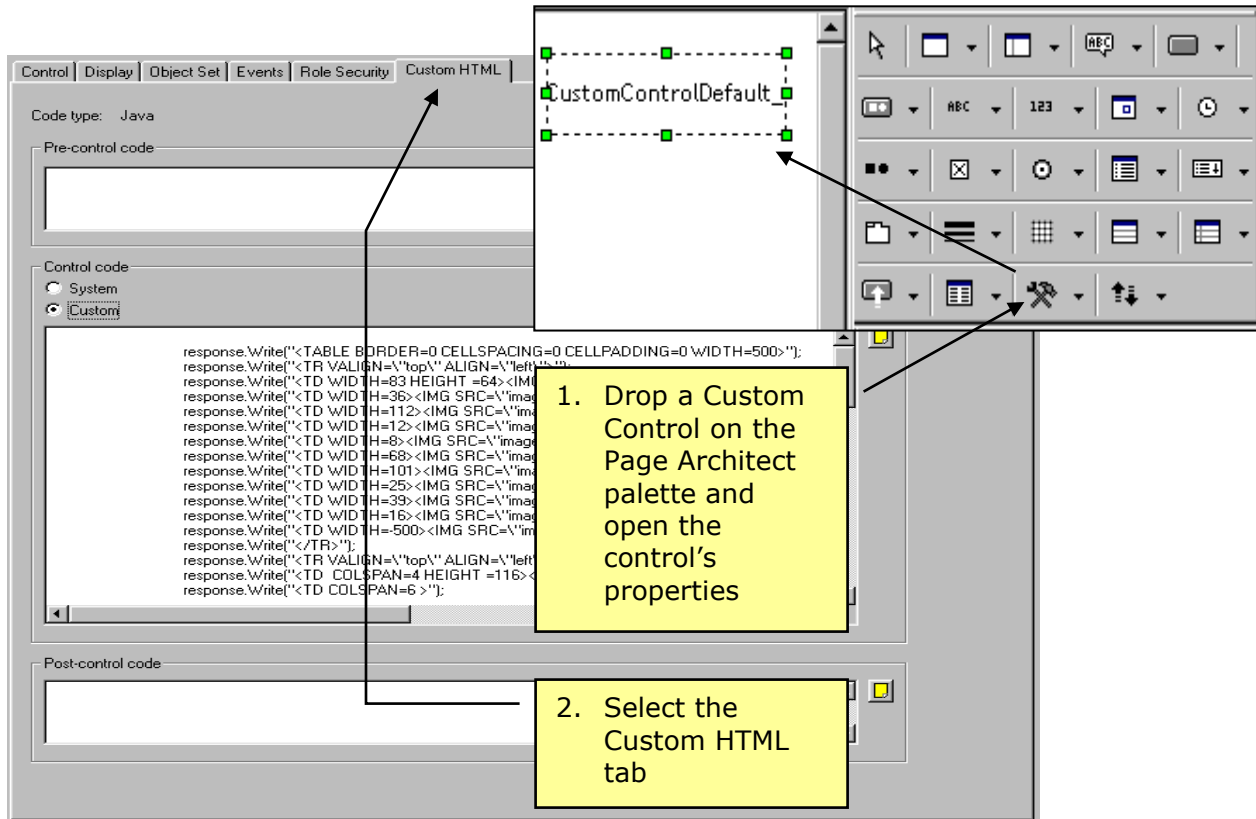 Control Display Object Set Events Role Security Custom HTML
Code type: Java
Pre-control code
Control code
System
Custom
response.Write("<TABLE BORDER=0 CELLSPACING=0 CELLPADDING=0 WIDTH=500>");
response.Write("<TR VALIGN=\"top\" ALIGN=\"left\">");
response.Write("<TD WIDTH=83 HEIGHT =64><IM
response.Write("<TD WIDTH=36><IMG SRC=\"imag
response.Write("<TD WIDTH=112><IMG SRC=\"ima
response.Write("<TD WIDTH=12><IMG SRC=\"imag
response.Write("<TD WIDTH=8><IMG SRC=\"image
response.Write("<TD WIDTH=68><IMG SRC=\"imag
response.Write("<TD WIDTH=101><IMG SRC=\"ima
response.Write("<TD WIDTH=25><IMG SRC=\"imag
response.Write("<TD WIDTH=39><IMG SRC=\"imag
response.Write("<TD WIDTH=16><IMG SRC=\"imag
response.Write("<TD WIDTH=-500><IMG SRC=\"im
response.Write("</TR>");
response.Write("<TR VALIGN=\"top\" ALIGN=\"left\
response.Write("<TD  COLSPAN=4 HEIGHT =116><
response.Write("<TD COLSPAN=6 >");
Post-control code
CustomControlDefault_
ABC
ABC 123
1. Drop a Custom
Control on the
Page Architect
palette and
open the
control's
properties
2. Select the
Custom HTML
tab